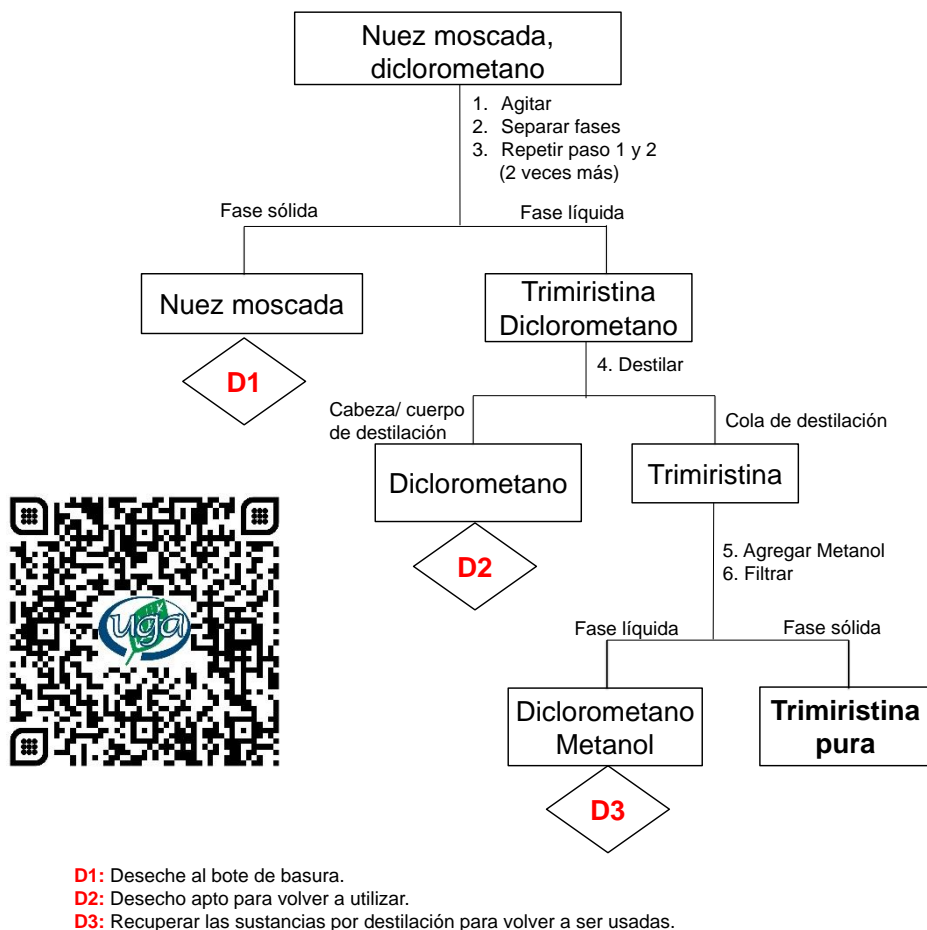 Nuez moscada,
diclorometano
1. Agitar
2. Separar fases
3. Repetir paso 1 y 2
(2 veces más)
Fase sólida
Fase líquida
Nuez moscada
Trimiristina
Diclorometano
D1
4. Destilar
Cabeza/ cuerpo
de destilación
Cola de destilación
Diclorometano
Trimiristina
D2
5. Agregar Metanol
6. Filtrar
uga
Fase líquida
Fase sólida
Diclorometano
Metanol
Trimiristina
pura
D3
D1: Deseche al bote de basura.
D2: Desecho apto para volver a utilizar.
D3: Recuperar las sustancias por destilación para volver a ser usadas.